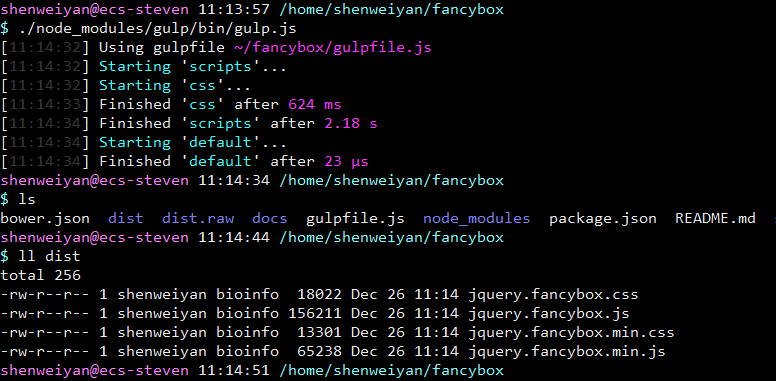 shenweiyan@ecs-steven 11:13:57 /home/shenweiyan/fancybox
$ ./node_modules/gulp/bin/gulp.js
[11:14:32] Using gulpfile ~/fancybox/gulpfile.js
[11:14:32] Starting 'scripts'...
[11:14:32] Starting 'css'...
[11:14:33] Finished 'css' after 624 ms
[11:14:34] Finished 'scripts' after 2.18 s
[11:14:34] Starting 'default'...
[11:14:34] Finished 'default' after 23 μs
shenweiyan@ecs-steven 11:14:34 /home/shenweiyan/fancybox
$ ls
bower.json  dist  dist.raw  docs  gulpfile.js  node_modules  package.json  README.md
shenweiyan@ecs-steven 11:14:44 /home/shenweiyan/fancybox
$ ll dist
total 256
-rw-r--r-- 1 shenweiyan bioinfo  18022 Dec 26 11:14 jquery.fancybox.css
-rw-r--r-- 1 shenweiyan bioinfo 156211 Dec 26 11:14 jquery.fancybox.js
-rw-r--r-- 1 shenweiyan bioinfo  13301 Dec 26 11:14 jquery.fancybox.min.css
-rw-r--r-- 1 shenweiyan bioinfo  65238 Dec 26 11:14 jquery.fancybox.min.js
shenweiyan@ecs-steven 11:14:51 /home/shenweiyan/fancybox